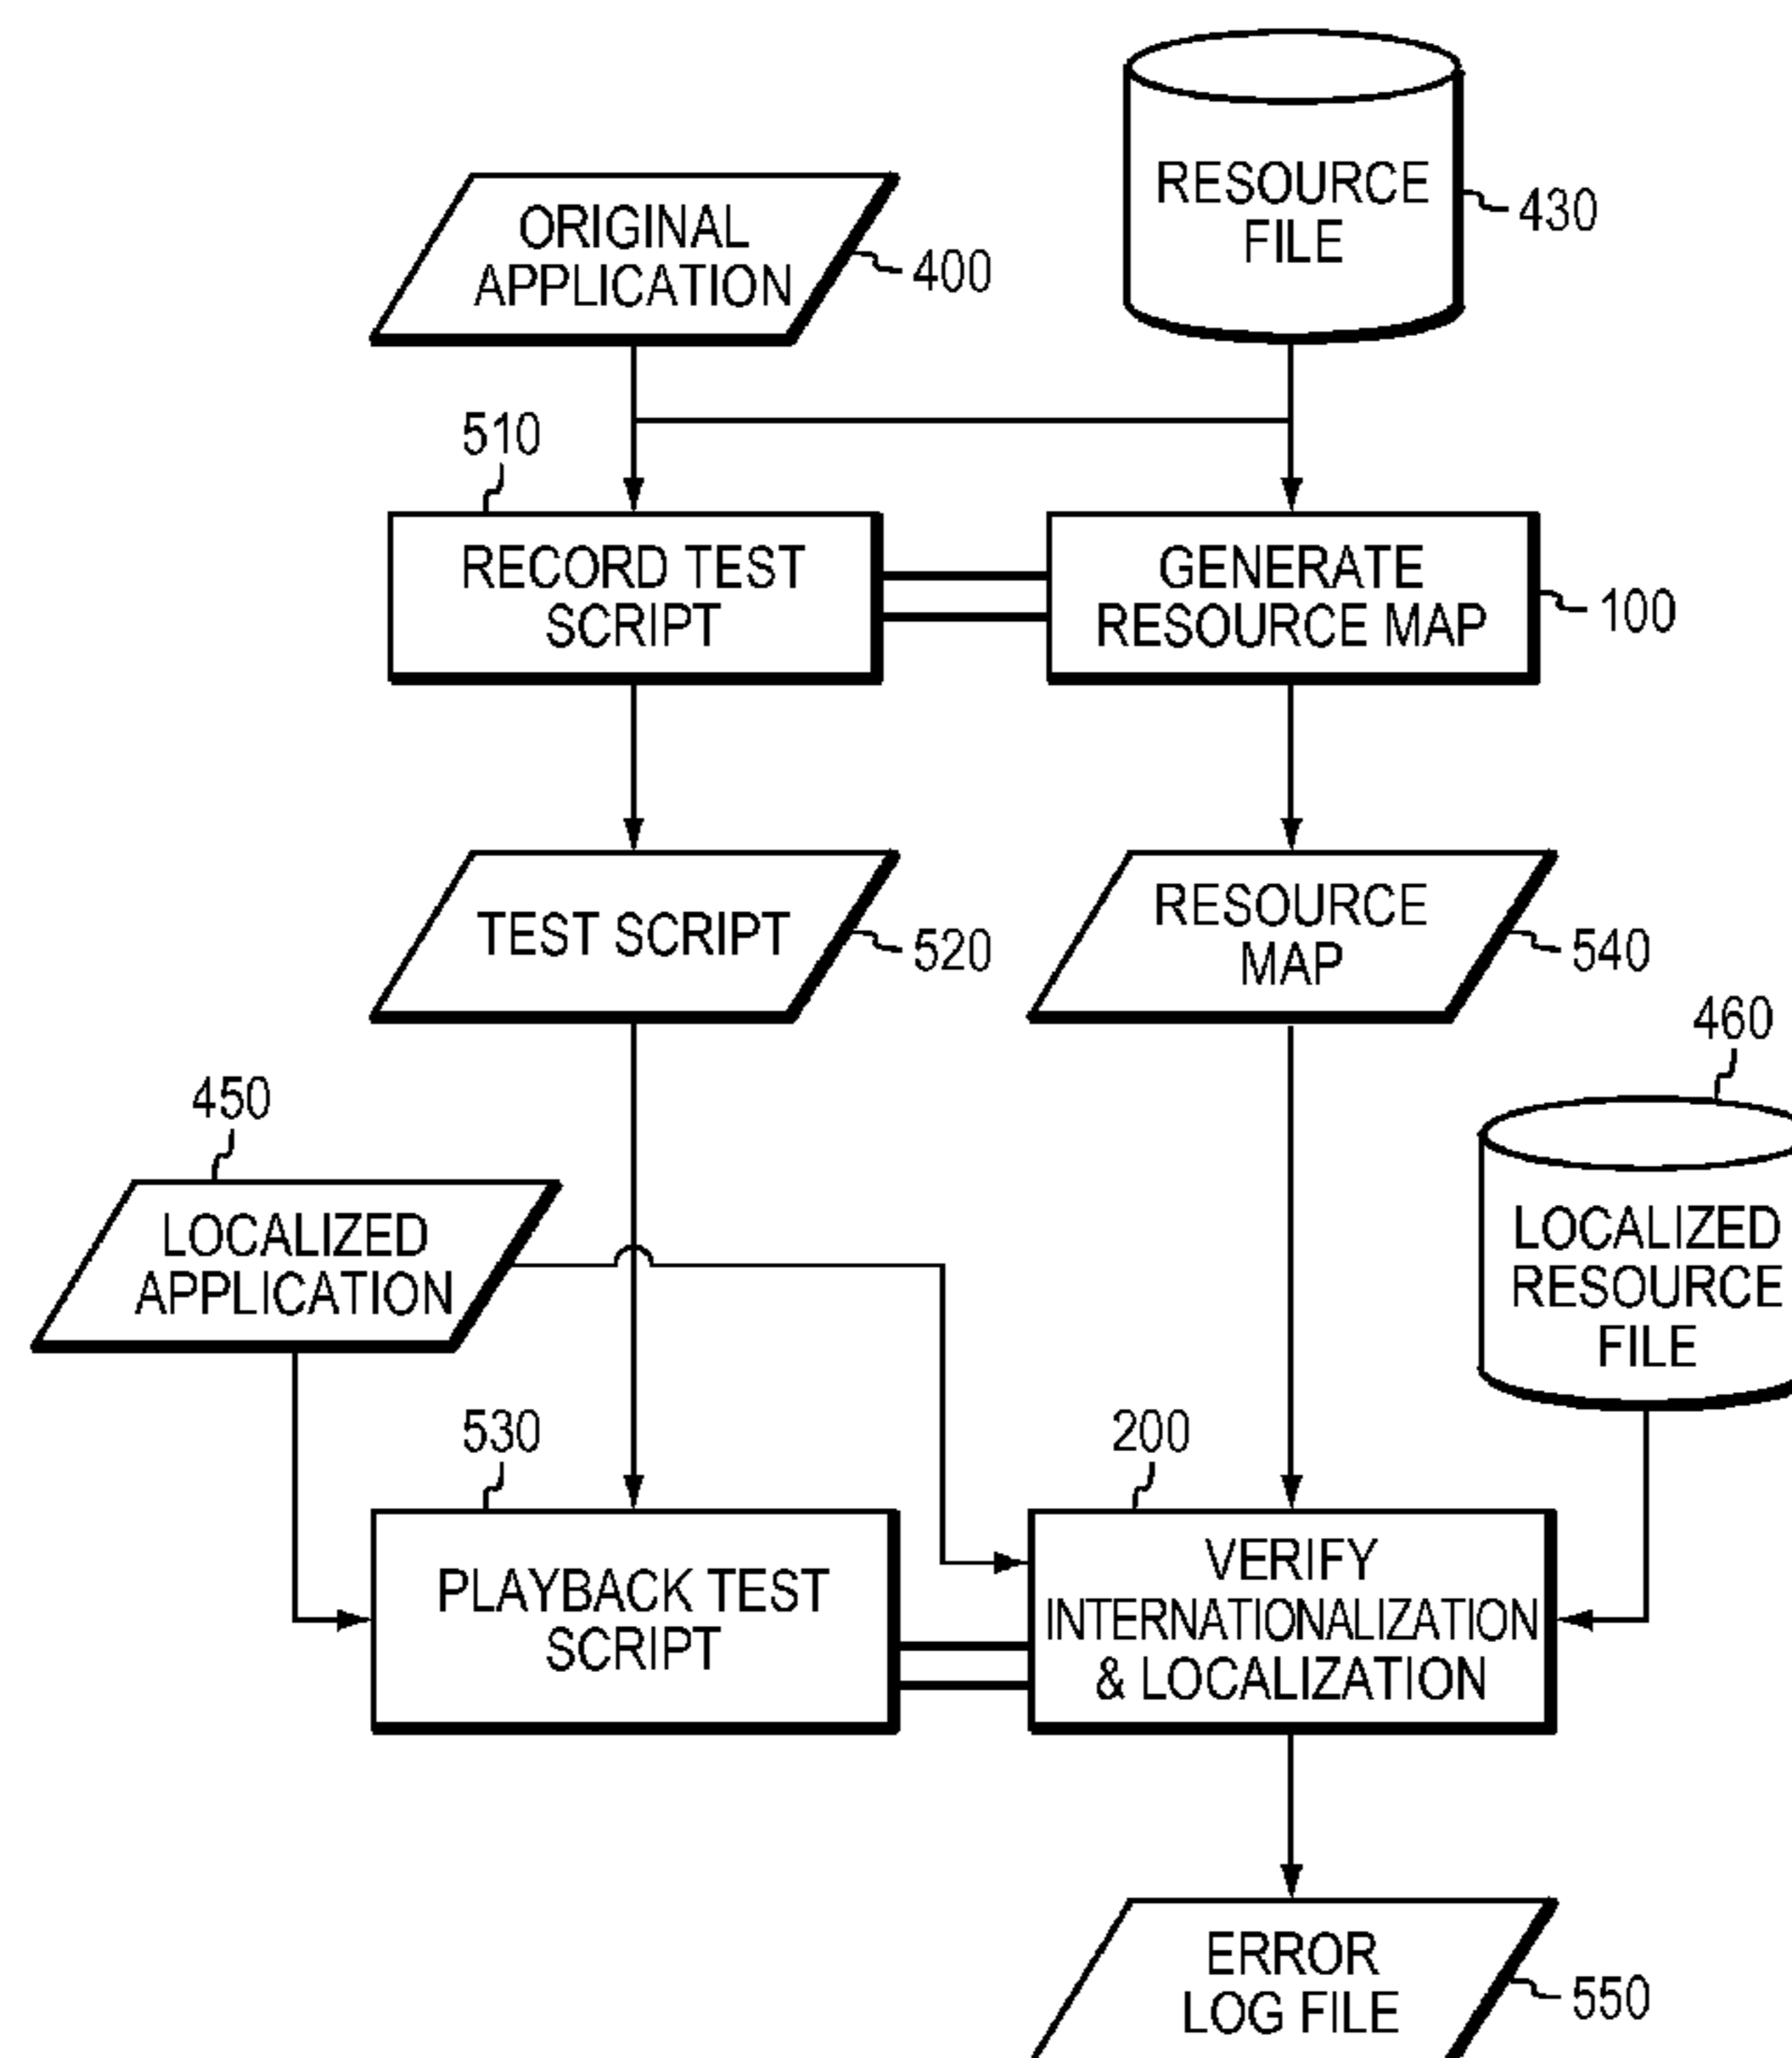 ORIGINAL
APPLICATION
400
RESOURCE
FILE
430
510
RECORD TEST
SCRIPT
GENERATE
RESOURCE MAP
100
TEST SCRIPT
520
RESOURCE
MAP
540
460
450
LOCALIZED
APPLICATION
LOCALIZED
RESOURCE
FILE
530
200
PLAYBACK TEST
SCRIPT
VERIFY
INTERNATIONALIZATION
& LOCALIZATION
ERROR
LOG FILE
550